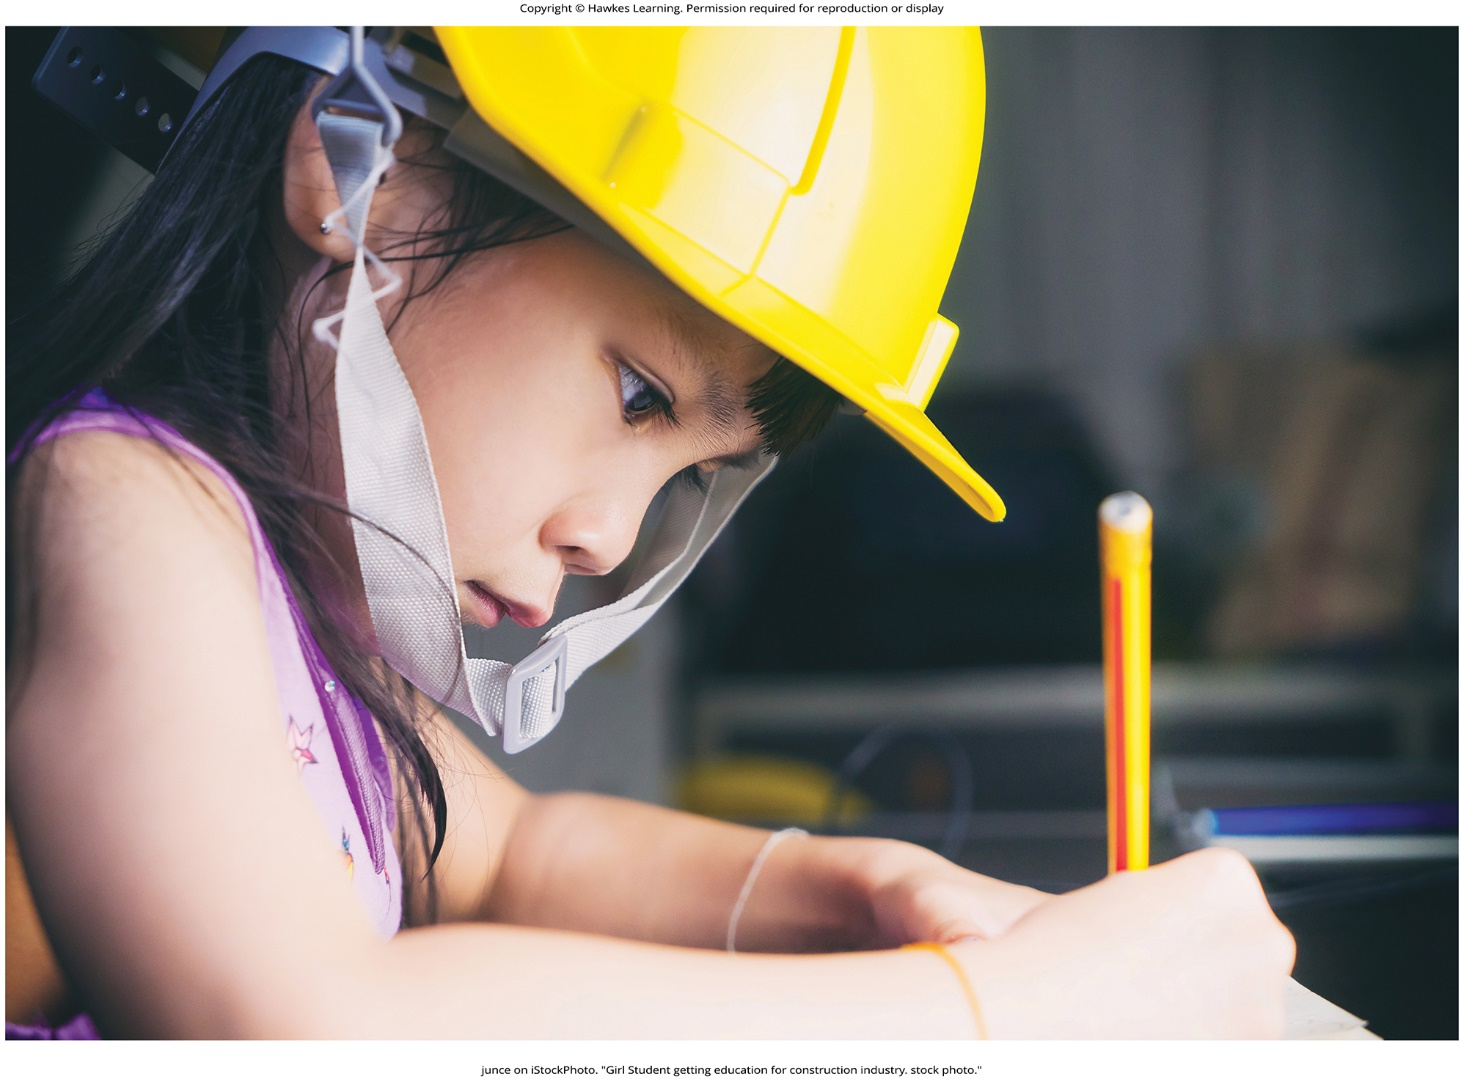 Copyright © Hawkes Learning. Permission required for reproduction or display
junce on iStockPhoto. "Girl Student getting education for construction industry. stock photo."